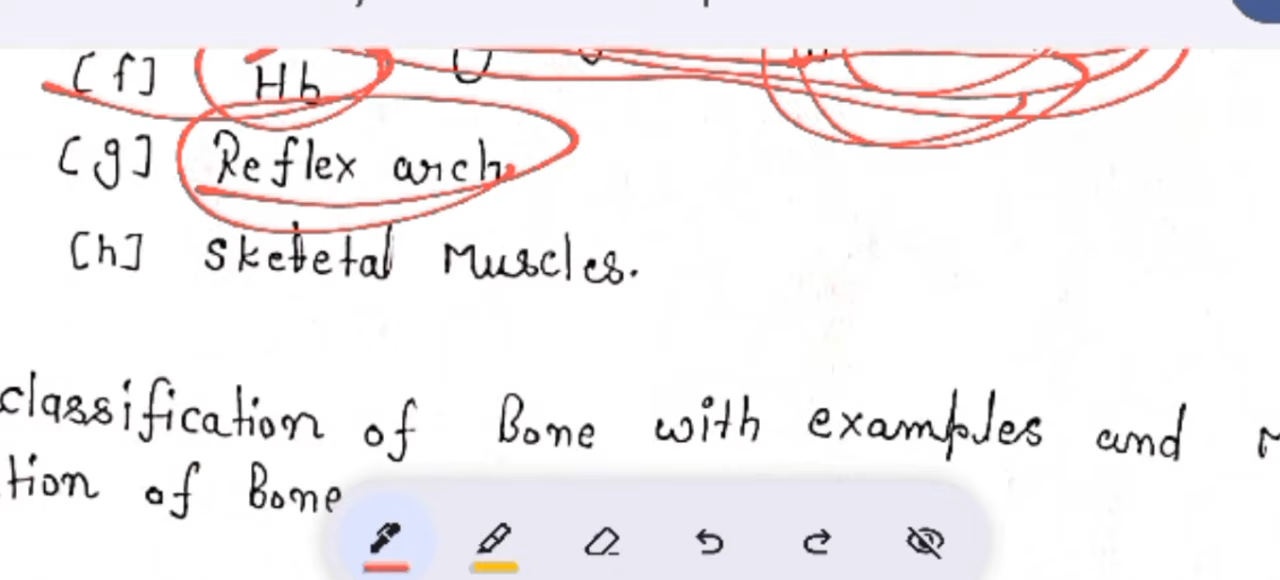 [f] Hb
[g] Reflex arch
[h] Skeletal Muscles.
classification of Bone with examples and
tion of Bone